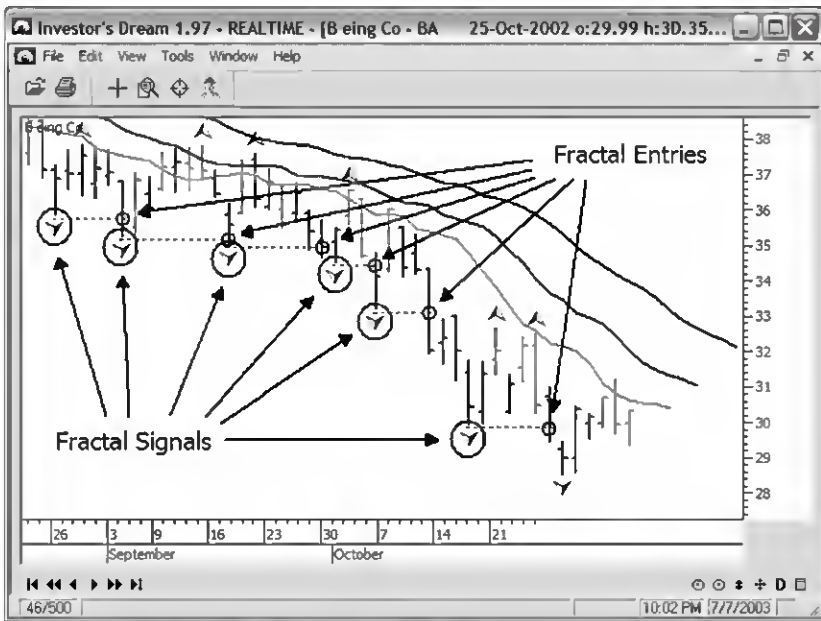 Investor's Dream 1.97 - REALTIME - [B eing Co - BA 25-Oct-2002 o:29.99 h:3D.35...
File Edit View Tools Window Help
B eing Co
38
Fractal Entries
37
36
35
34
33
32
31
Fractal Signals
30
29
28
26 3 9 16 23 30 7 14 21
September October
D
46/500 10:02 PM 7/7/2003